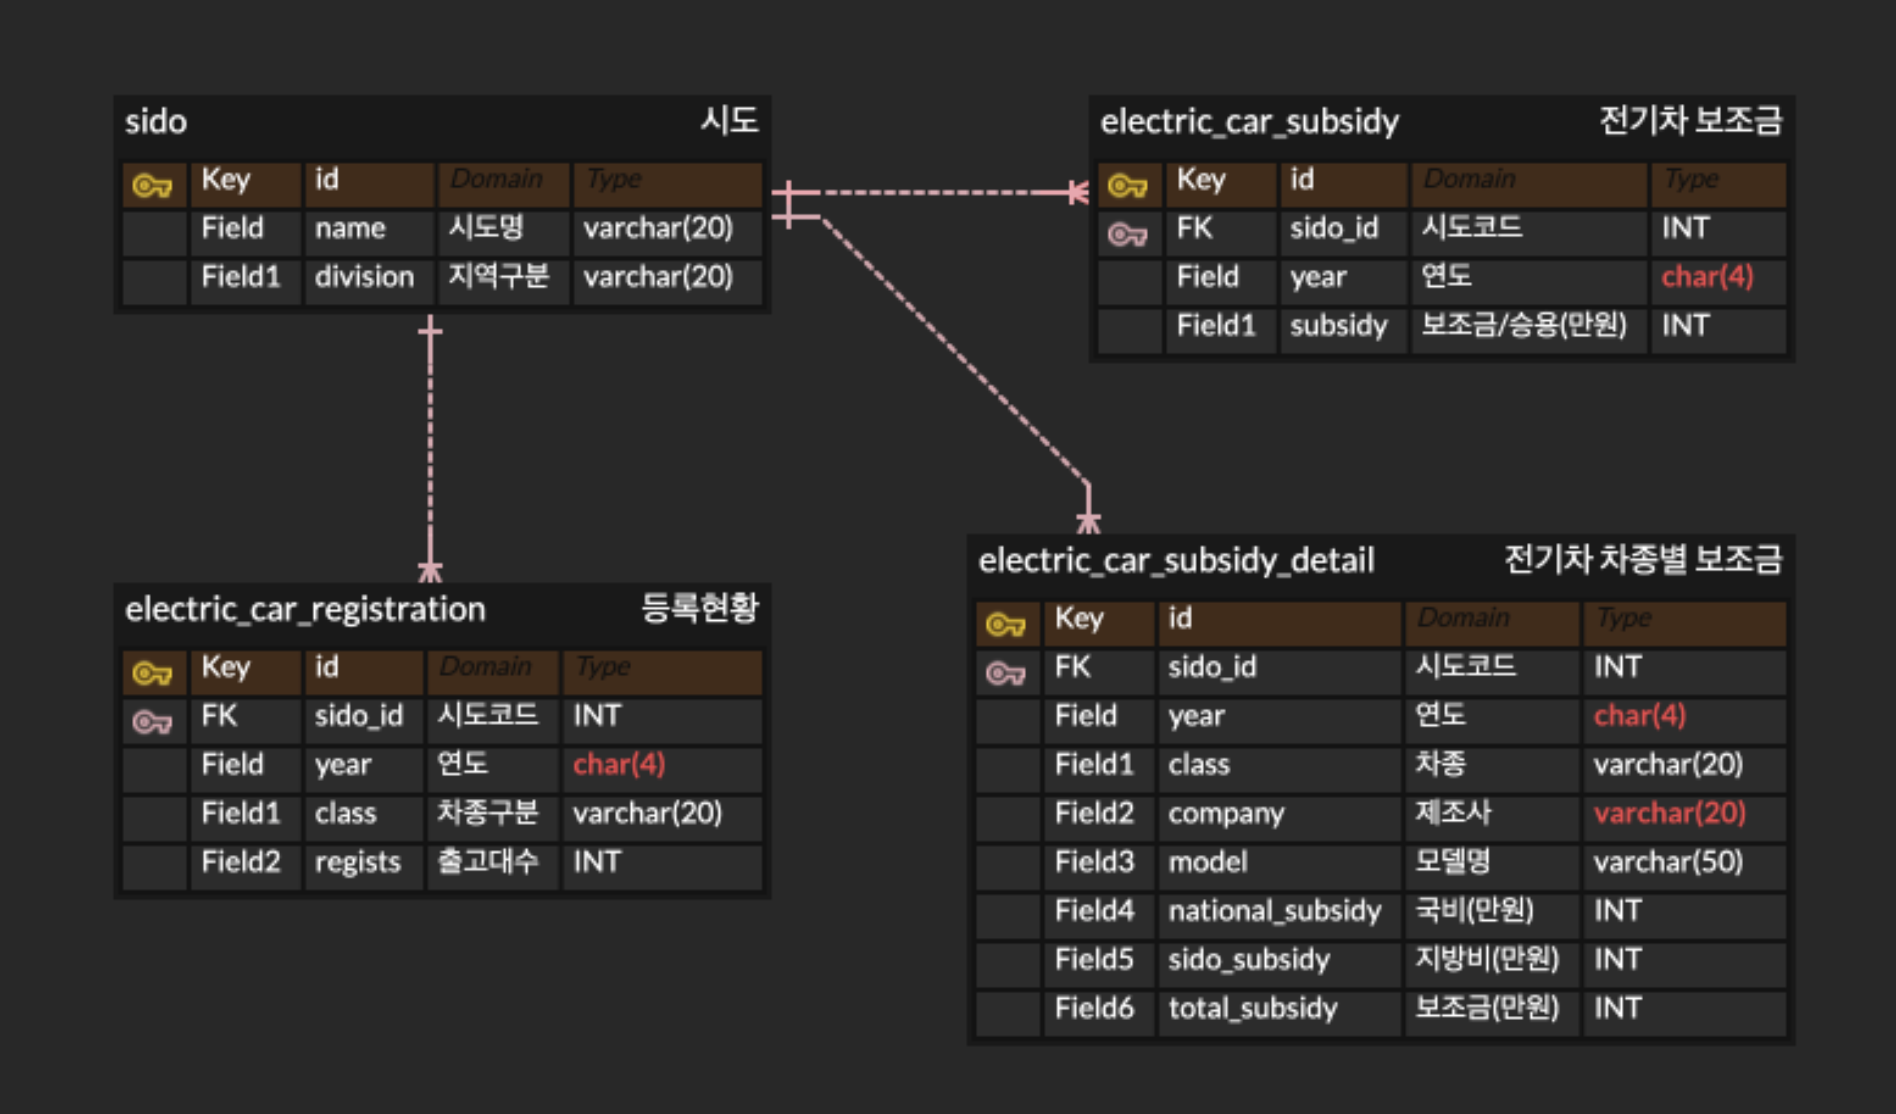 sido 시도
Key id Domain Type
Field name 시도명 varchar(20)
Field1 division 지역구분 varchar(20)
electric_car_subsidy 전기차 보조금
Key id Domain Type
FK sido_id 시도코드 INT
Field year 연도 char(4)
Field1 subsidy 보조금/승용(만원) INT
electric_car_registration 등록현황
Key id Domain Type
FK sido_id 시도코드 INT
Field year 연도 char(4)
Field1 class 차종구분 varchar(20)
Field2 regists 출고대수 INT
electric_car_subsidy_detail 전기차 차종별 보조금
Key id Domain Type
FK sido_id 시도코드 INT
Field year 연도 char(4)
Field1 class 차종 varchar(20)
Field2 company 제조사 varchar(20)
Field3 model 모델명 varchar(50)
Field4 national_subsidy 국비(만원) INT
Field5 sido_subsidy 지방비(만원) INT
Field6 total_subsidy 보조금(만원) INT